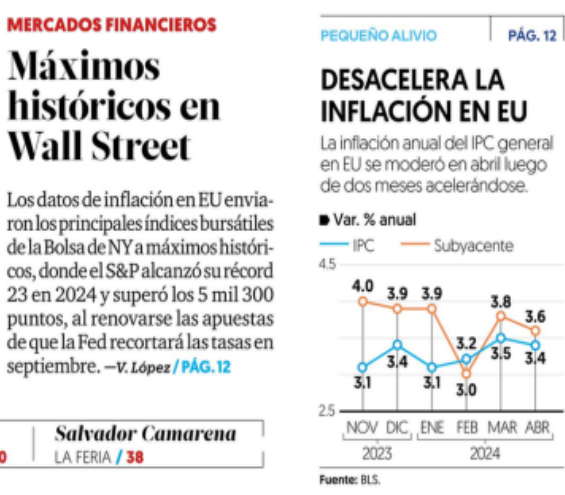 MERCADOS FINANCIEROS
Máximos
históricos en
Wall Street
Los datos de inflación en EU envia-
ron los principales índices bursátiles
de la Bolsa de NY a máximos históri-
cos, donde el S&P alcanzó su récord
23 en 2024 y superó los 5 mil 300
puntos, al renovarse las apuestas
de que la Fed recortará las tasas en
septiembre. —V. López / PÁG. 12
0
Salvador Camarena
LA FERIA / 38
PEQUEÑO ALIVIO
PÁG. 12
DESACELERA LA
INFLACIÓN EN EU
La inflación anual del IPC general
en EU se moderó en abril luego
de dos meses acelerándose.
Var. % anual
IPC Subyacente
4.5
4.0 3.9 3.9 3.8 3.6
3.1 3.4 3.1 3.2 3.0 3.5 3.4
2.5
NOV DIC ENE FEB MAR ABR
2023 2024
Fuente: BLS.